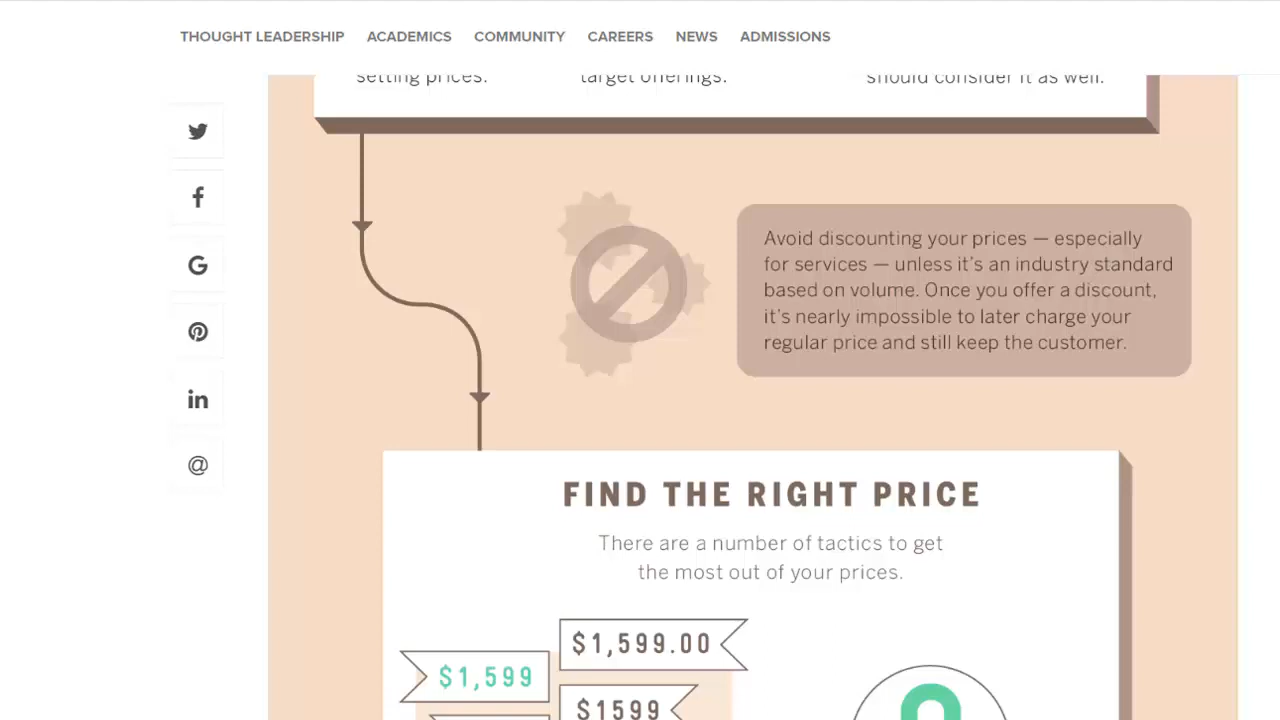 THOUGHT LEADERSHIP ACADEMICS COMMUNITY CAREERS NEWS ADMISSIONS
setting prices. target offerings. should consider it as well.
Avoid discounting your prices — especially
for services — unless it's an industry standard
based on volume. Once you offer a discount,
it's nearly impossible to later charge your
regular price and still keep the customer.
FIND THE RIGHT PRICE
There are a number of tactics to get
the most out of your prices.
$1,599.00
$1,599
$1599